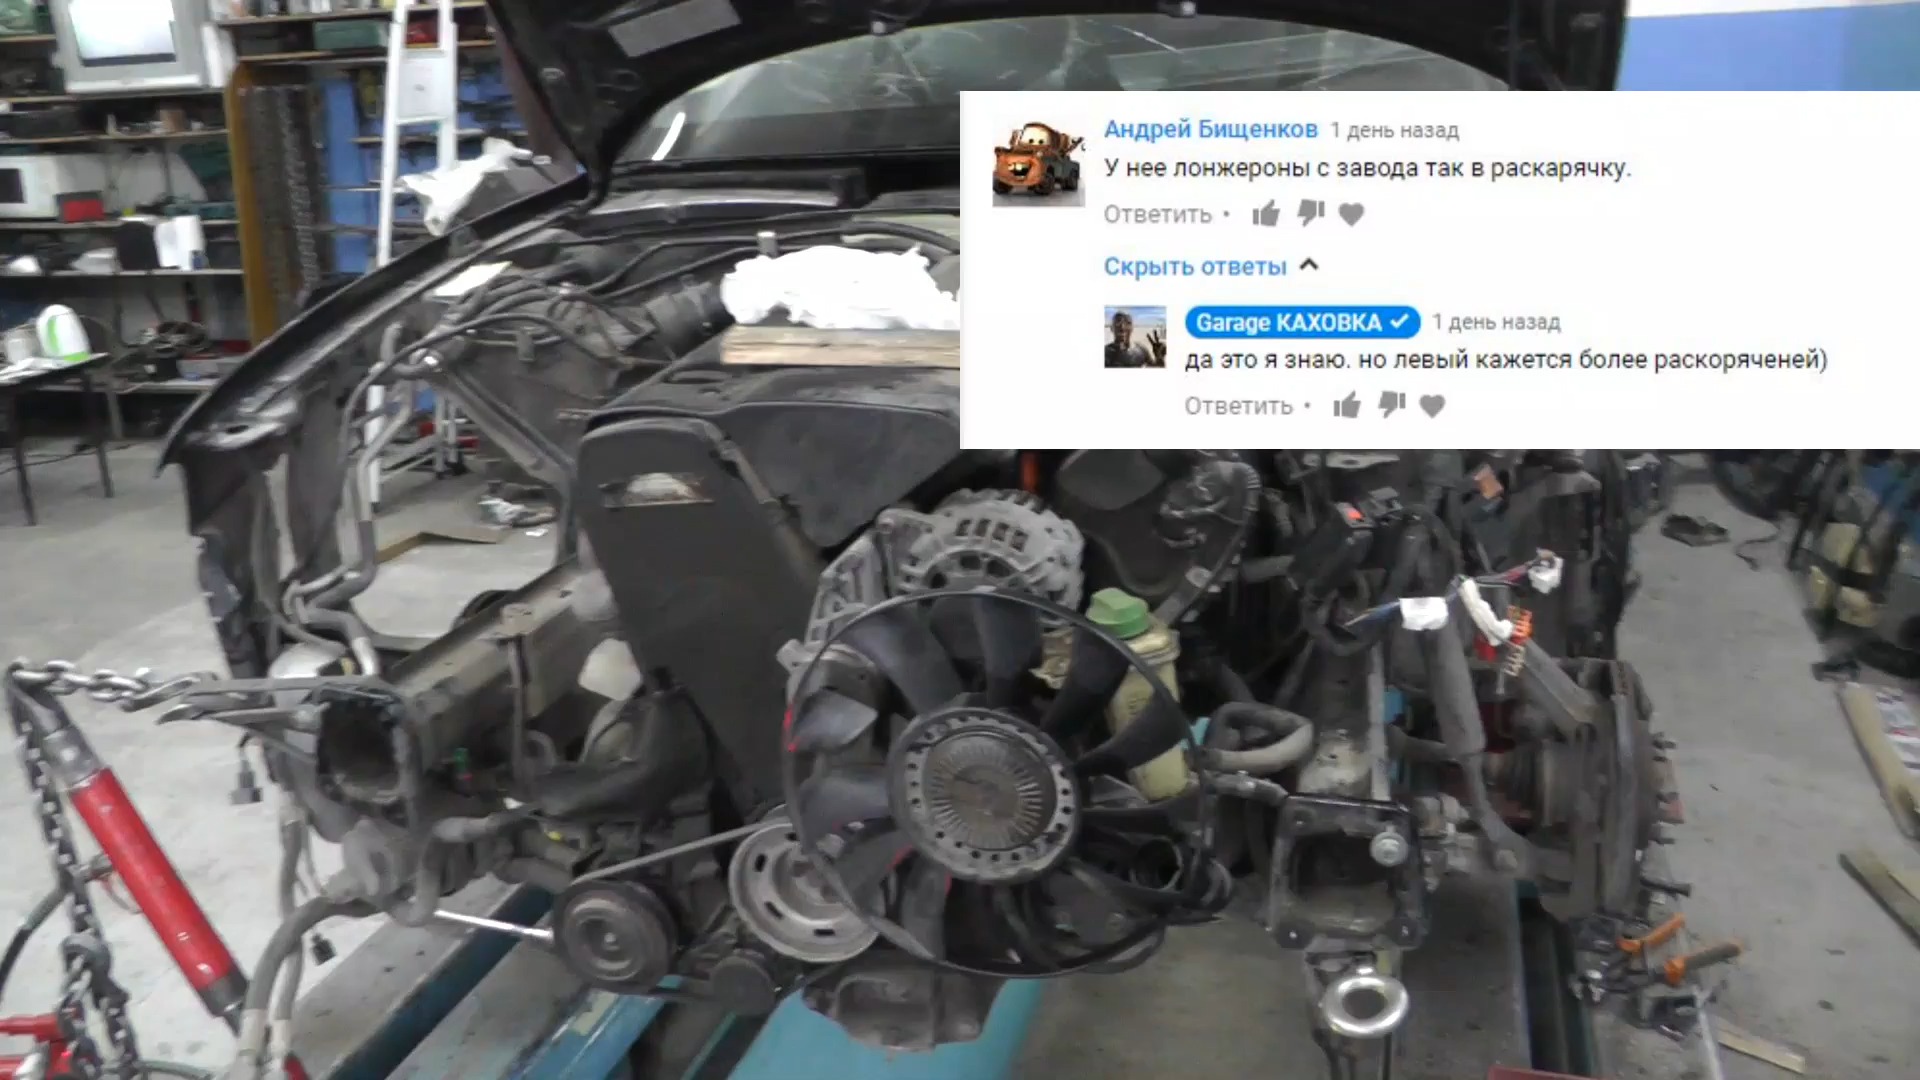 Андрей Бищенков 1 день назад
У нее лонжероны с завода так в раскарячку.
Ответить •
Скрыть ответы
Garage КАХОВКА 1 день назад
да это я знаю. но левый кажется более раскоряченей)
Ответить •